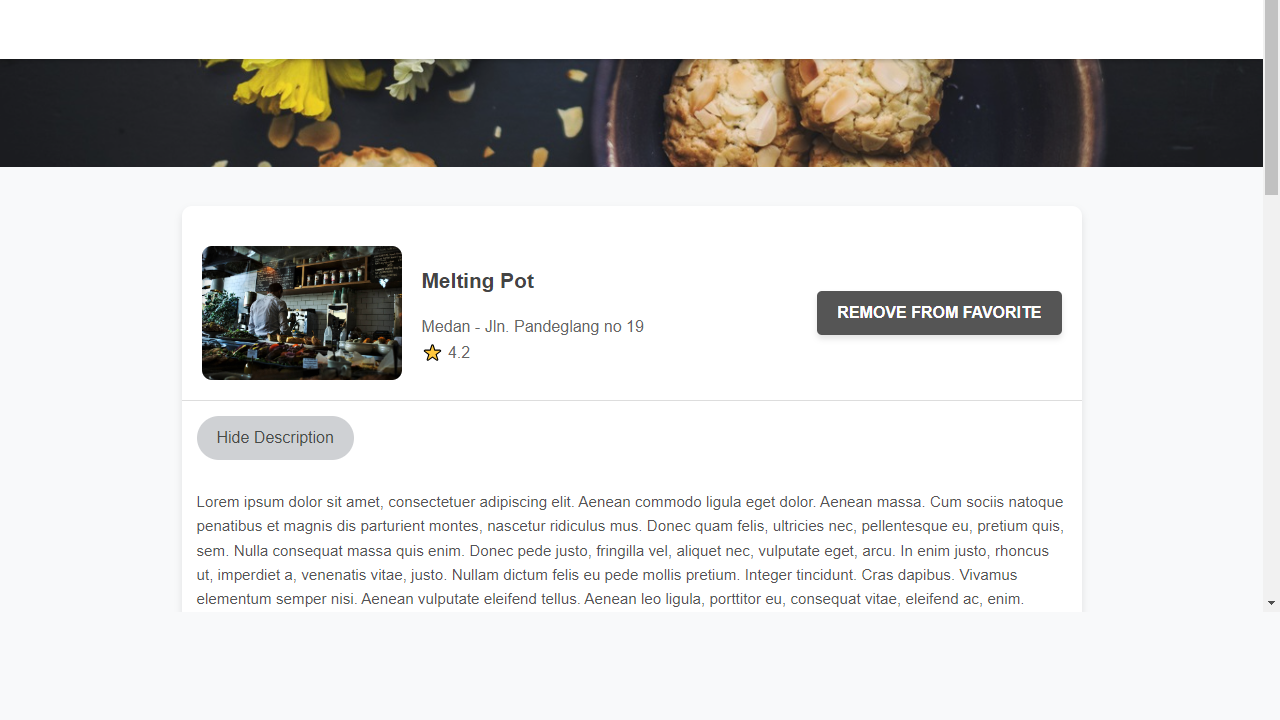 Melting Pot
Medan - Jln. Pandeglang no 19
4.2
REMOVE FROM FAVORITE
Hide Description
Lorem ipsum dolor sit amet, consectetuer adipiscing elit. Aenean commodo ligula eget dolor. Aenean massa. Cum sociis natoque
penatibus et magnis dis parturient montes, nascetur ridiculus mus. Donec quam felis, ultricies nec, pellentesque eu, pretium quis,
sem. Nulla consequat massa quis enim. Donec pede justo, fringilla vel, aliquet nec, vulputate eget, arcu. In enim justo, rhoncus
ut, imperdiet a, venenatis vitae, justo. Nullam dictum felis eu pede mollis pretium. Integer tincidunt. Cras dapibus. Vivamus
elementum semper nisi. Aenean vulputate eleifend tellus. Aenean leo ligula, porttitor eu, consequat vitae, eleifend ac, enim.